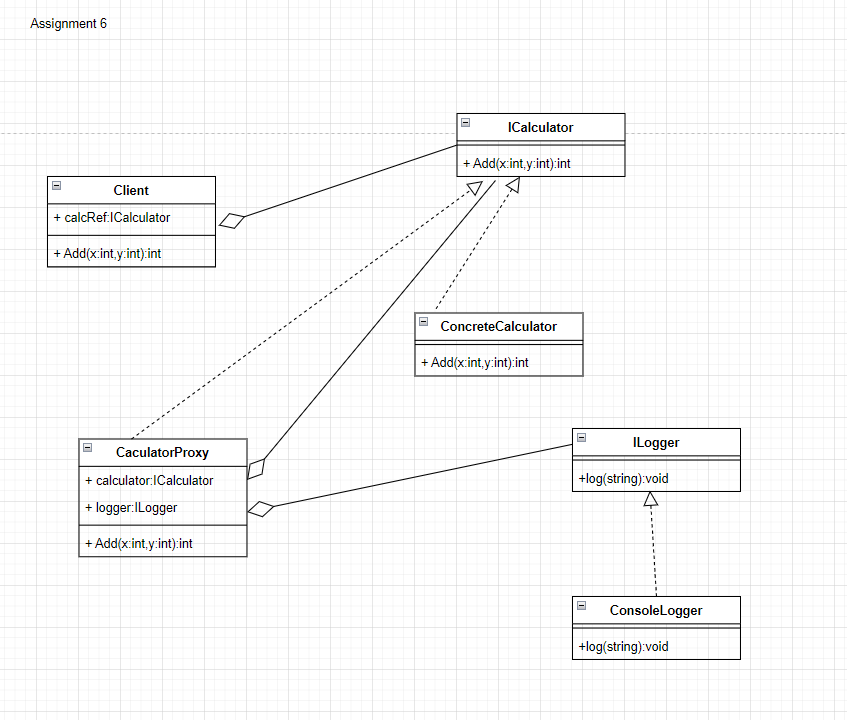 Assignment 6
ICalculator
+ Add(x:int,y:int):int
Client
+ calcRef:ICalculator
+ Add(x:int,y:int):int
ConcreteCalculator
+ Add(x:int,y:int):int
CaculatorProxy
+ calculator:ICalculator
+ logger:ILogger
+ Add(x:int,y:int):int
ILogger
+log(string):void
ConsoleLogger
+log(string):void